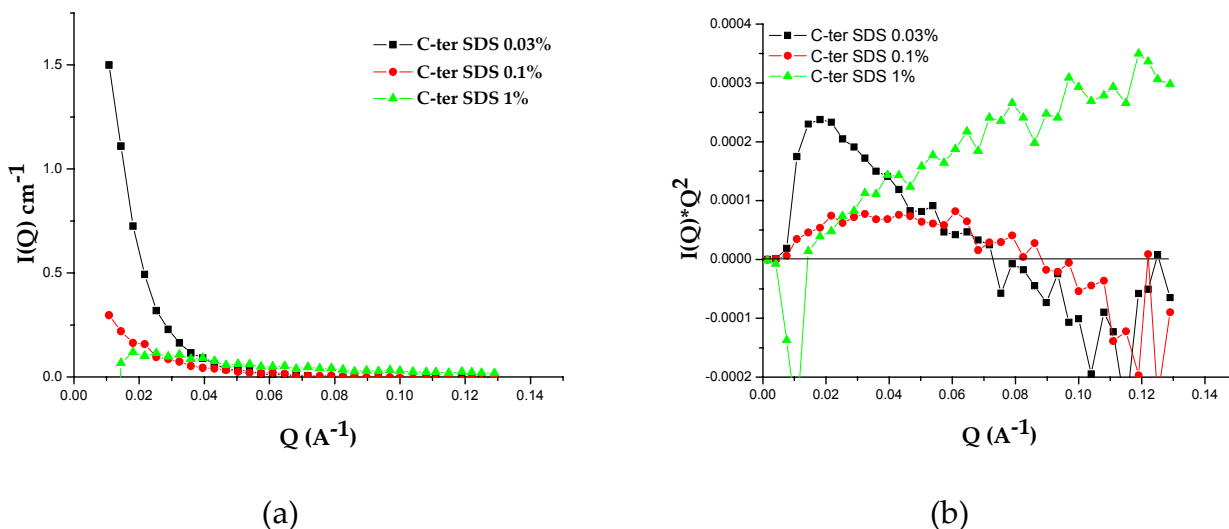 C-ter SDS 0.03%
C-ter SDS 0.1%
C-ter SDS 1%
I(Q) cm-1
1.5
1.0
0.5
0.0
0.00 0.02 0.04 0.06 0.08 0.10 0.12 0.14
Q (A-1)
(a)
C-ter SDS 0.03%
C-ter SDS 0.1%
C-ter SDS 1%
I(Q)*Q2
0.0004
0.0003
0.0002
0.0001
0.0000
-0.0001
-0.0002
0.00 0.02 0.04 0.06 0.08 0.10 0.12 0.14
Q (A-1)
(b)